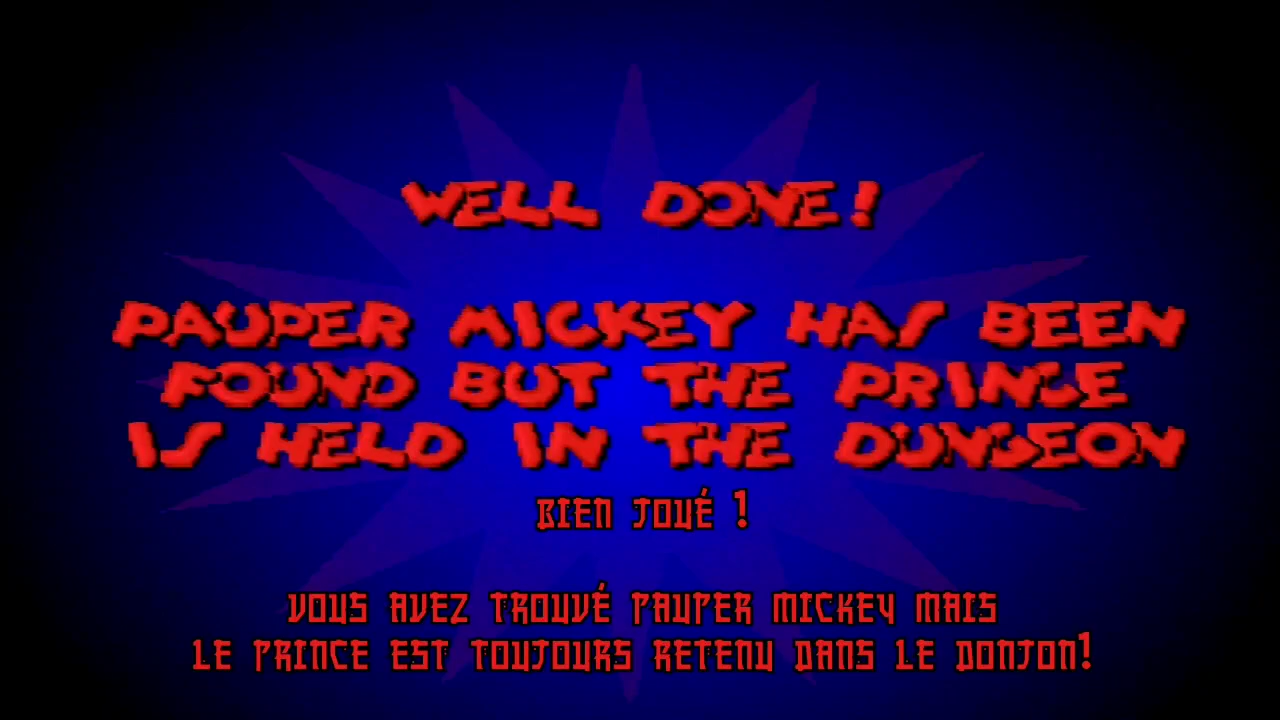 WELL DONE!
PAUPER MICKEY HAS BEEN
FOUND BUT THE PRINCE
IS HELD IN THE DUNGEON
BIEN JOUÉ !
VOUS AVEZ TROUVÉ PAUPER MICKEY MAIS
LE PRINCE EST TOUJOURS RETENU DANS LE DONJON!